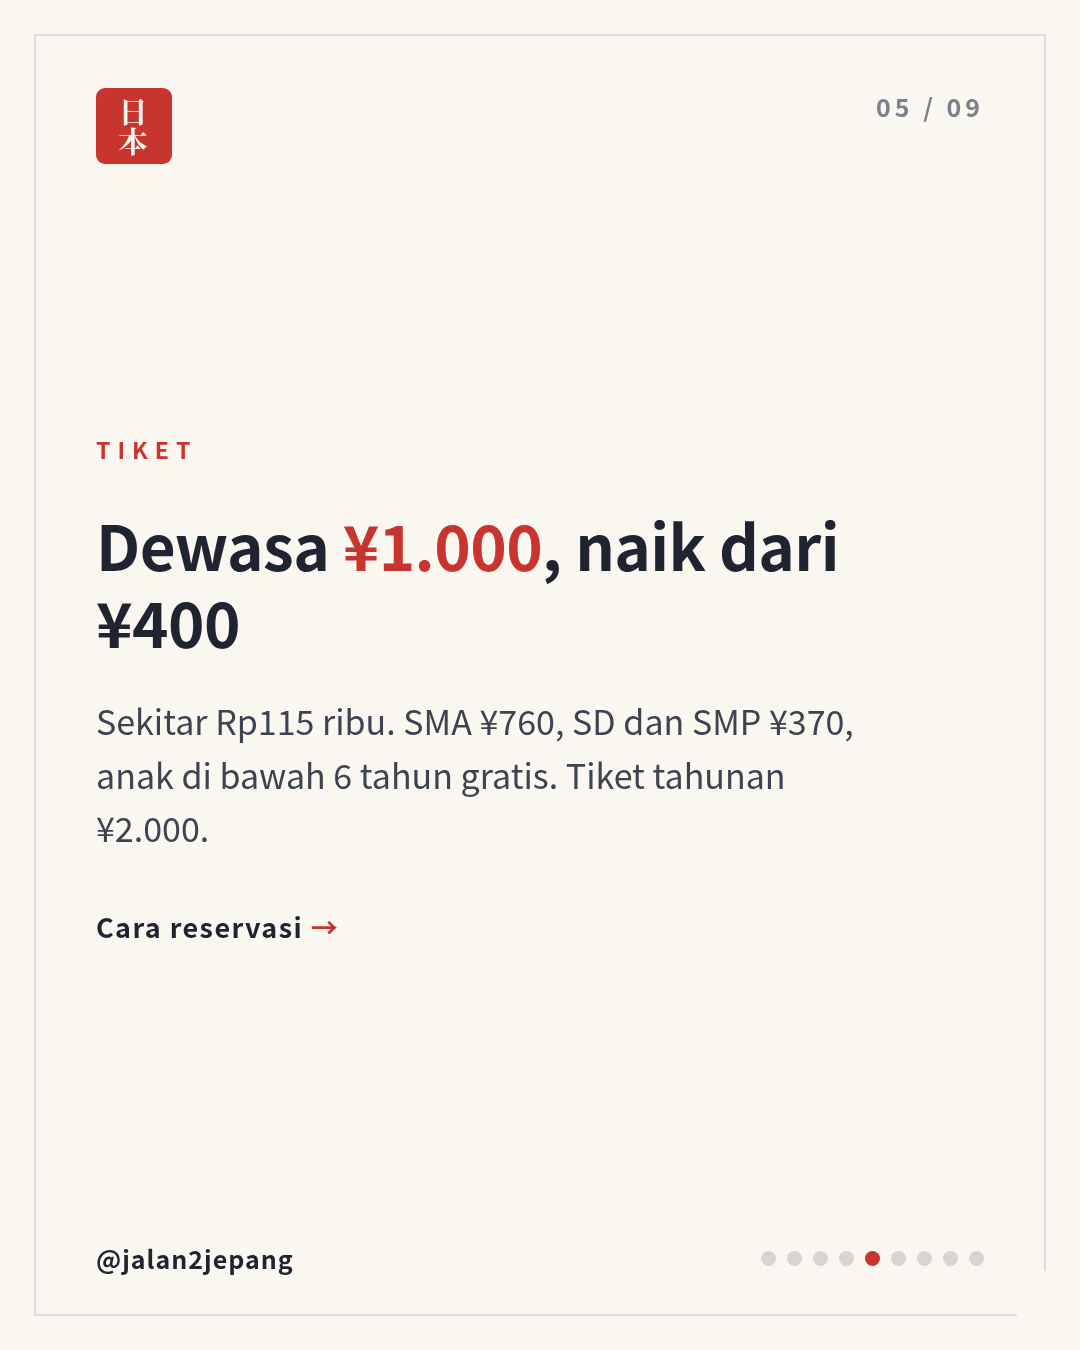 日本
05 / 09
TIKET
Dewasa ¥1.000, naik dari
¥400
Sekitar Rp115 ribu. SMA ¥760, SD dan SMP ¥370,
anak di bawah 6 tahun gratis. Tiket tahunan
¥2.000.
Cara reservasi →
@jalan2jepang